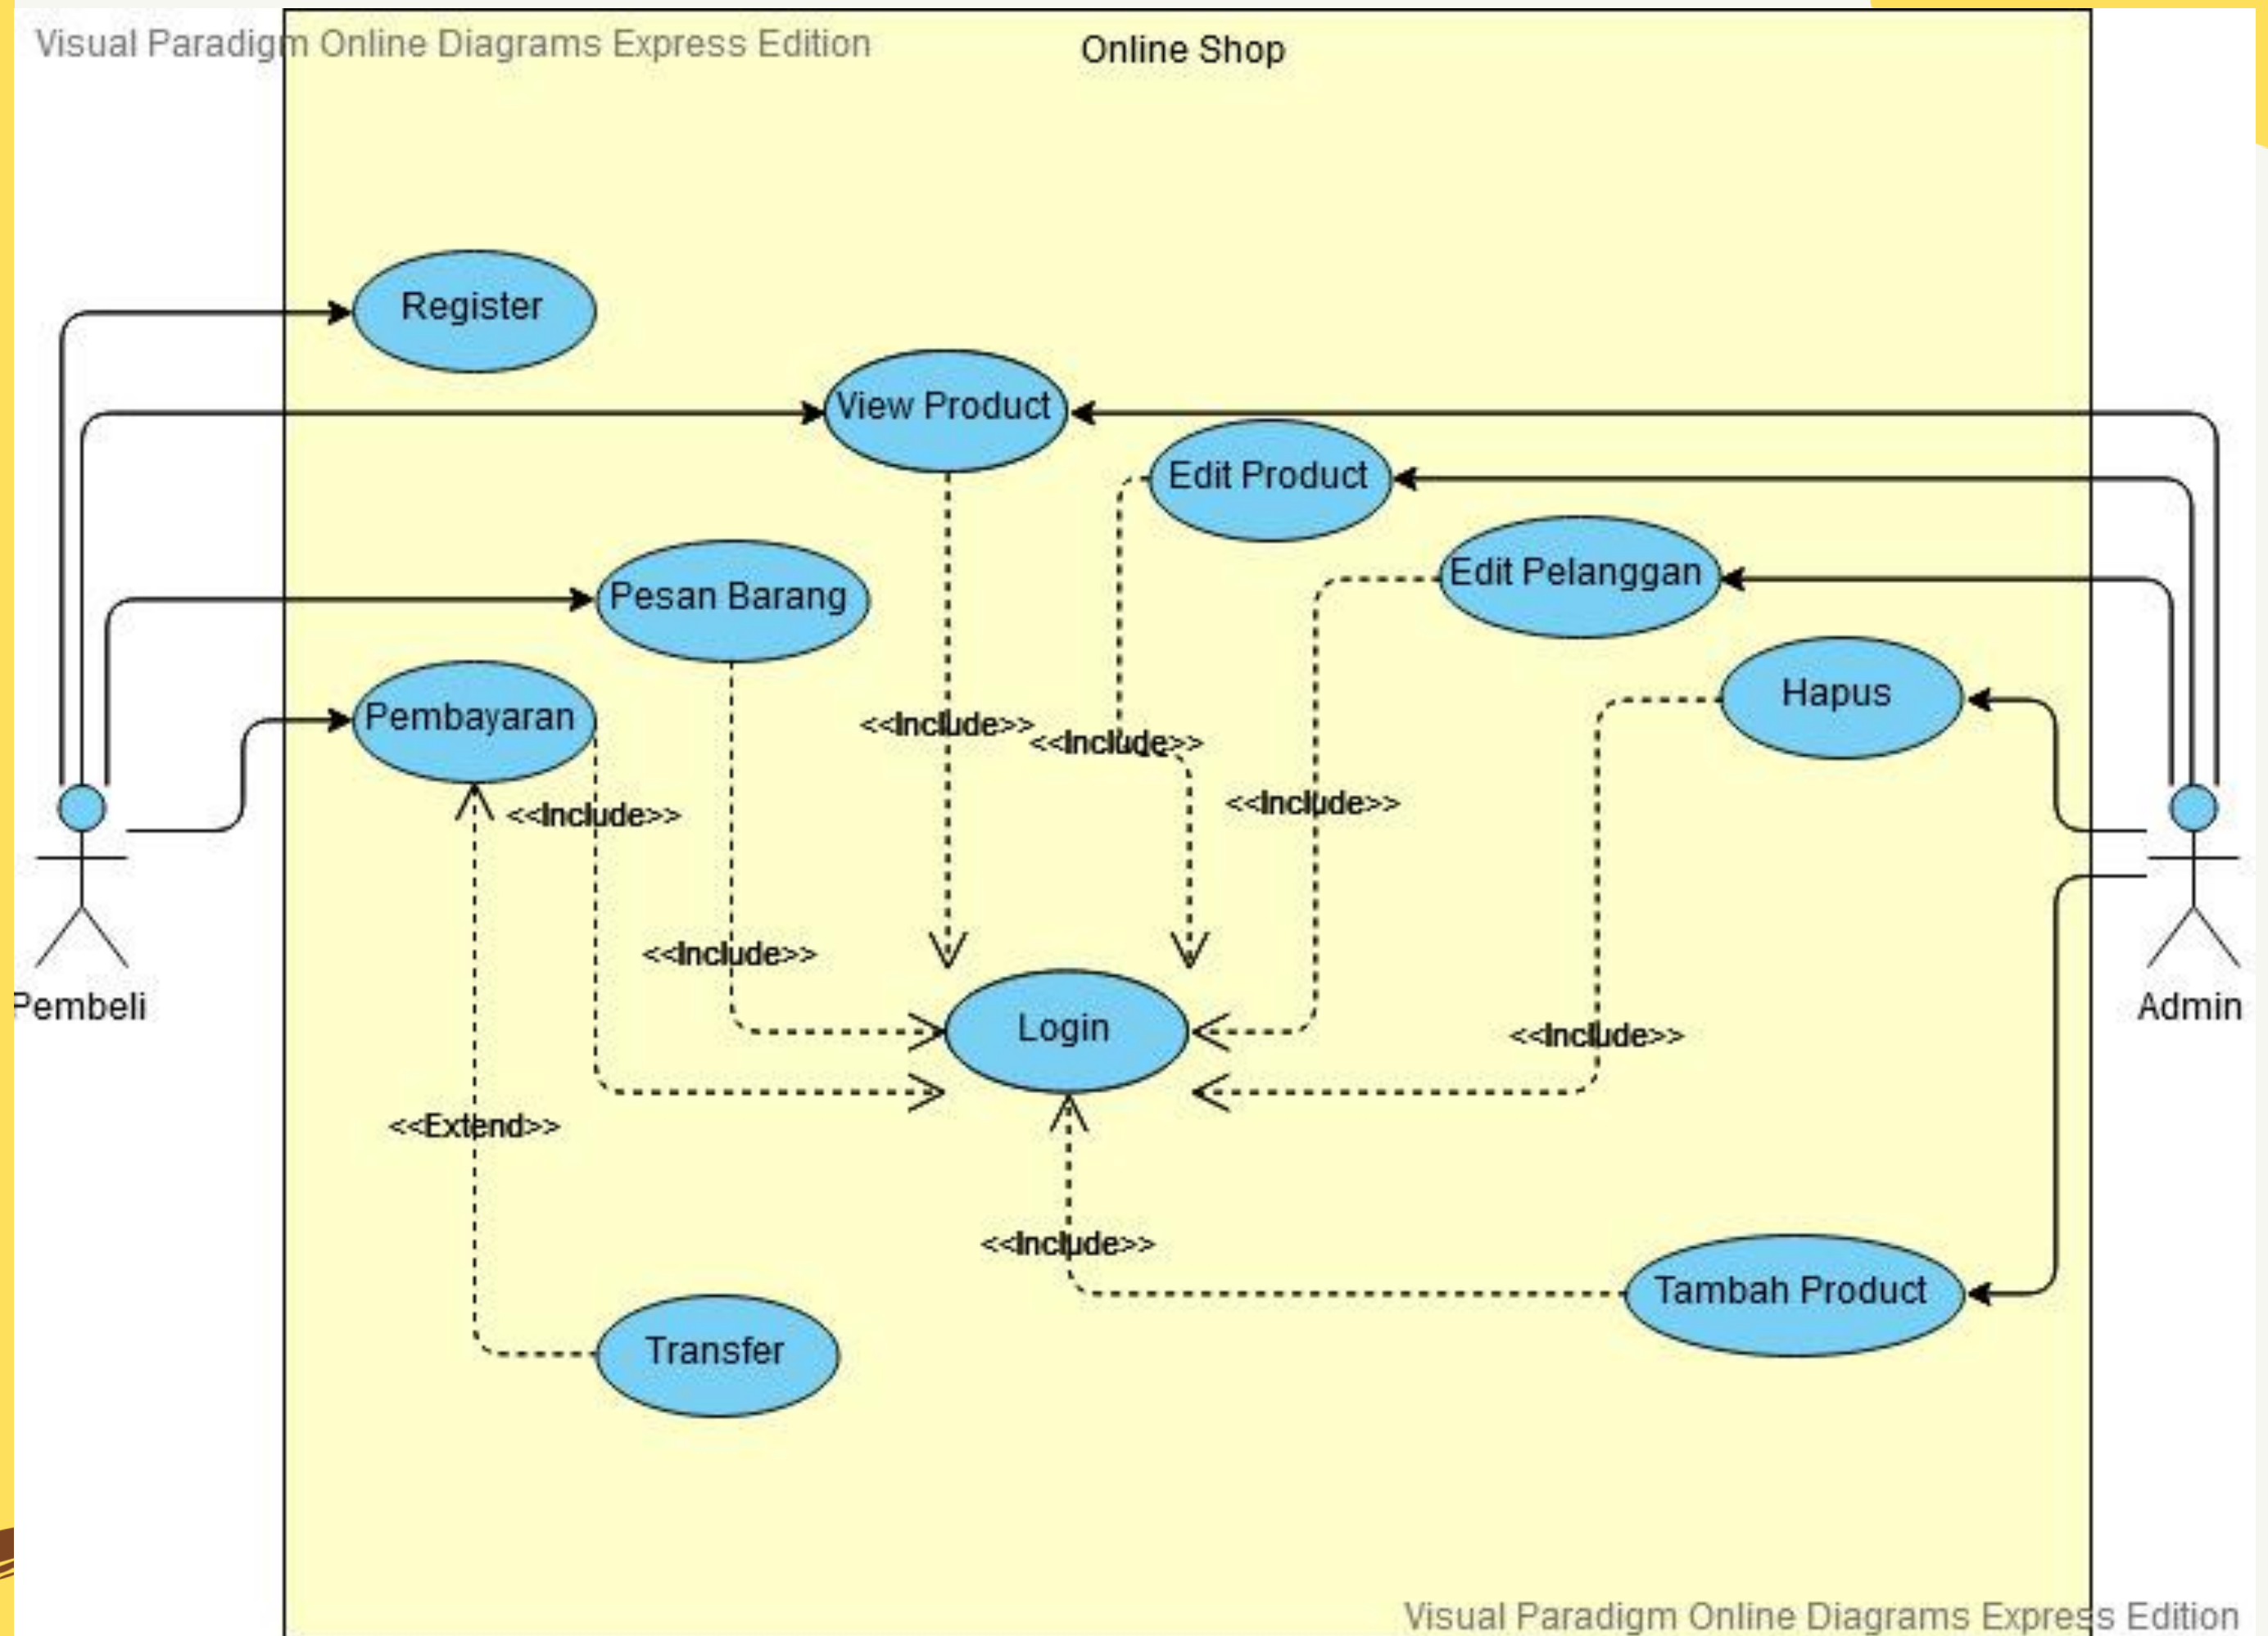 Visual Paradigm Online Diagrams Express Edition
Online Shop
Register
View Product
Edit Product
Edit Pelanggan
Pesan Barang
Hapus
Pembayaran
<<Include>>
<<Include>>
<<Include>>
<<Include>>
<<Include>>
Pembeli
Admin
Login
<<Include>>
<<Extend>>
<<Include>>
Tambah Product
Transfer
Visual Paradigm Online Diagrams Express Edition